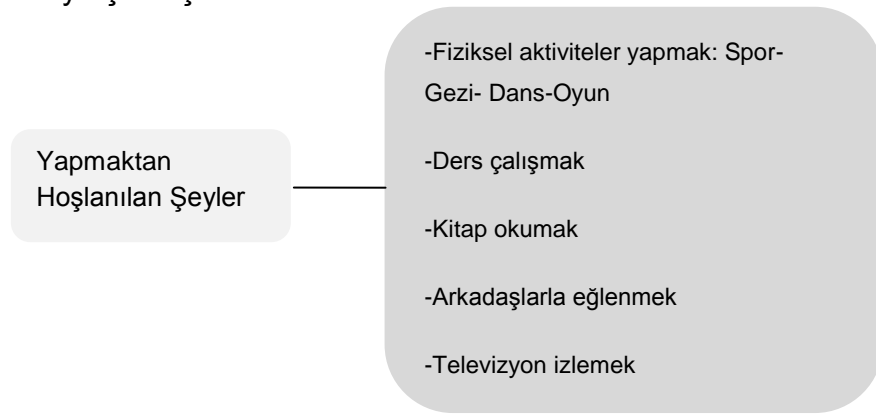 Yapmaktan
Hoşlanılan Şeyler
-Fiziksel aktiviteler yapmak: Spor-
Gezi- Dans-Oyun
-Ders çalışmak
-Kitap okumak
-Arkadaşlarla eğlenmek
-Televizyon izlemek